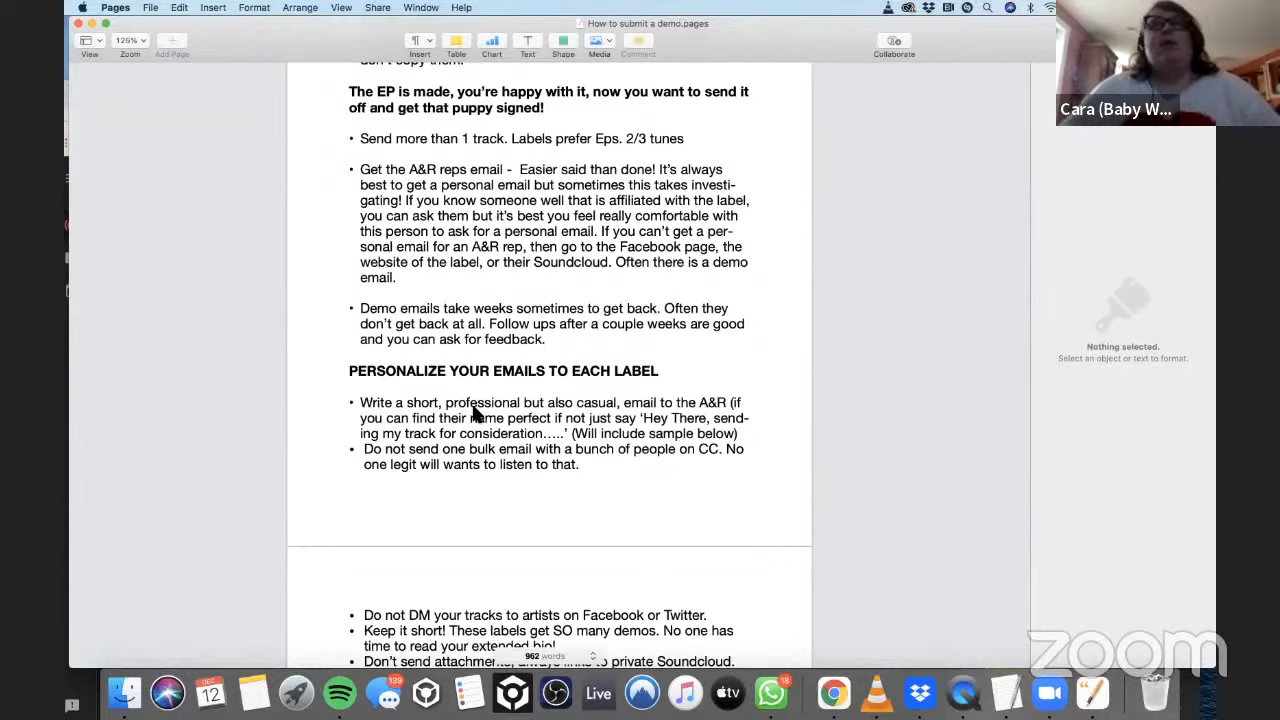 Pages File Edit Insert Format Arrange View Share Window Help
How to submit a demo.pages
125%
View Zoom Add Page Insert Table Chart Text Shape Media Comment Collaborate
don't copy them.
The EP is made, you're happy with it, now you want to send it
off and get that puppy signed!
• Send more than 1 track. Labels prefer Eps. 2/3 tunes
• Get the A&R reps email - Easier said than done! It's always
best to get a personal email but sometimes this takes investi-
gating! If you know someone well that is affiliated with the label,
you can ask them but it's best you feel really comfortable with
this person to ask for a personal email. If you can't get a per-
sonal email for an A&R rep, then go to the Facebook page, the
website of the label, or their Soundcloud. Often there is a demo
email.
• Demo emails take weeks sometimes to get back. Often they
don't get back at all. Follow ups after a couple weeks are good
and you can ask for feedback.
PERSONALIZE YOUR EMAILS TO EACH LABEL
• Write a short, professional but also casual, email to the A&R (if
you can find their name perfect if not just say ‘Hey There, send-
ing my track for consideration…..’ (Will include sample below)
• Do not send one bulk email with a bunch of people on CC. No
one legit will wants to listen to that.
• Do not DM your tracks to artists on Facebook or Twitter.
• Keep it short! These labels get SO many demos. No one has
time to read your extended bio!
• Don't send attachments, always links to private Soundcloud.
962 words
Nothing selected.
Select an object or text to format.
Cara (Baby W...
zoom
DEC
12
139
Live
tv
18